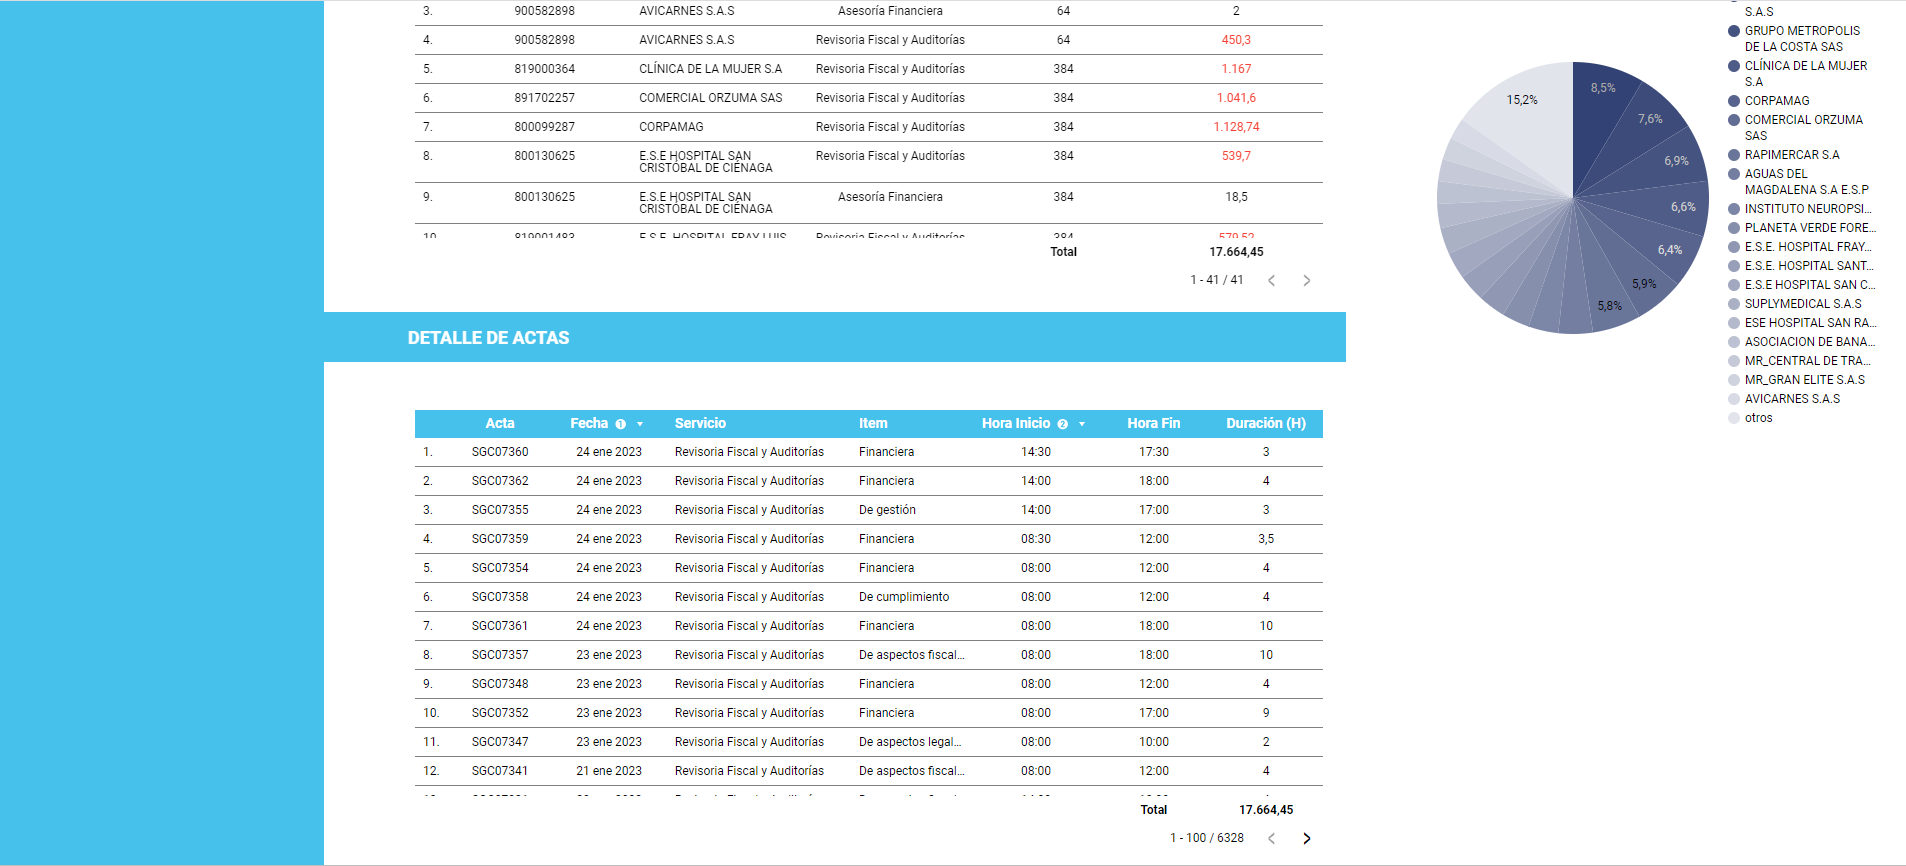 3. 900582898 AVICARNES S.A.S Asesoría Financiera 64 2
4. 900582898 AVICARNES S.A.S Revisoria Fiscal y Auditorías 64 450,3
5. 819000364 CLÍNICA DE LA MUJER S.A Revisoria Fiscal y Auditorías 384 1.167
6. 891702257 COMERCIAL ORZUMA SAS Revisoria Fiscal y Auditorías 384 1.041,6
7. 800099287 CORPAMAG Revisoria Fiscal y Auditorías 384 1.128,74
8. 800130625 E.S.E HOSPITAL SAN Revisoria Fiscal y Auditorías 384 539,7
CRISTÓBAL DE CIÉNAGA
9. 800130625 E.S.E HOSPITAL SAN Asesoría Financiera 384 18,5
CRISTÓBAL DE CIÉNAGA
10. 819001483 E.S.E. HOSPITAL FRAY LUIS Revisoria Fiscal y Auditorías 384 579,52
Total 17.664,45
1 - 41 / 41
DETALLE DE ACTAS
Acta Fecha 1 Servicio Item Hora Inicio 2 Hora Fin Duración (H)
1. SGC07360 24 ene 2023 Revisoria Fiscal y Auditorías Financiera 14:30 17:30 3
2. SGC07362 24 ene 2023 Revisoria Fiscal y Auditorías Financiera 14:00 18:00 4
3. SGC07355 24 ene 2023 Revisoria Fiscal y Auditorías De gestión 14:00 17:00 3
4. SGC07359 24 ene 2023 Revisoria Fiscal y Auditorías Financiera 08:30 12:00 3,5
5. SGC07354 24 ene 2023 Revisoria Fiscal y Auditorías Financiera 08:00 12:00 4
6. SGC07358 24 ene 2023 Revisoria Fiscal y Auditorías De cumplimiento 08:00 12:00 4
7. SGC07361 24 ene 2023 Revisoria Fiscal y Auditorías Financiera 08:00 18:00 10
8. SGC07357 23 ene 2023 Revisoria Fiscal y Auditorías De aspectos fiscal... 08:00 18:00 10
9. SGC07348 23 ene 2023 Revisoria Fiscal y Auditorías Financiera 08:00 12:00 4
10. SGC07352 23 ene 2023 Revisoria Fiscal y Auditorías Financiera 08:00 17:00 9
11. SGC07347 23 ene 2023 Revisoria Fiscal y Auditorías De aspectos legal... 08:00 10:00 2
12. SGC07341 21 ene 2023 Revisoria Fiscal y Auditorías De aspectos fiscal... 08:00 12:00 4
Total 17.664,45
1 - 100 / 6328
8,5%
7,6%
6,9%
6,6%
6,4%
5,9%
5,8%
15,2%
S.A.S
GRUPO METROPOLIS
DE LA COSTA SAS
CLÍNICA DE LA MUJER
S.A
CORPAMAG
COMERCIAL ORZUMA
SAS
RAPIMERCAR S.A
AGUAS DEL
MAGDALENA S.A E.S.P
INSTITUTO NEUROPSI...
PLANETA VERDE FORE...
E.S.E. HOSPITAL FRAY...
E.S.E. HOSPITAL SANT...
E.S.E HOSPITAL SAN C...
SUPLYMEDICAL S.A.S
ESE HOSPITAL SAN RA...
ASOCIACION DE BANA...
MR_CENTRAL DE TRA...
MR_GRAN ELITE S.A.S
AVICARNES S.A.S
otros